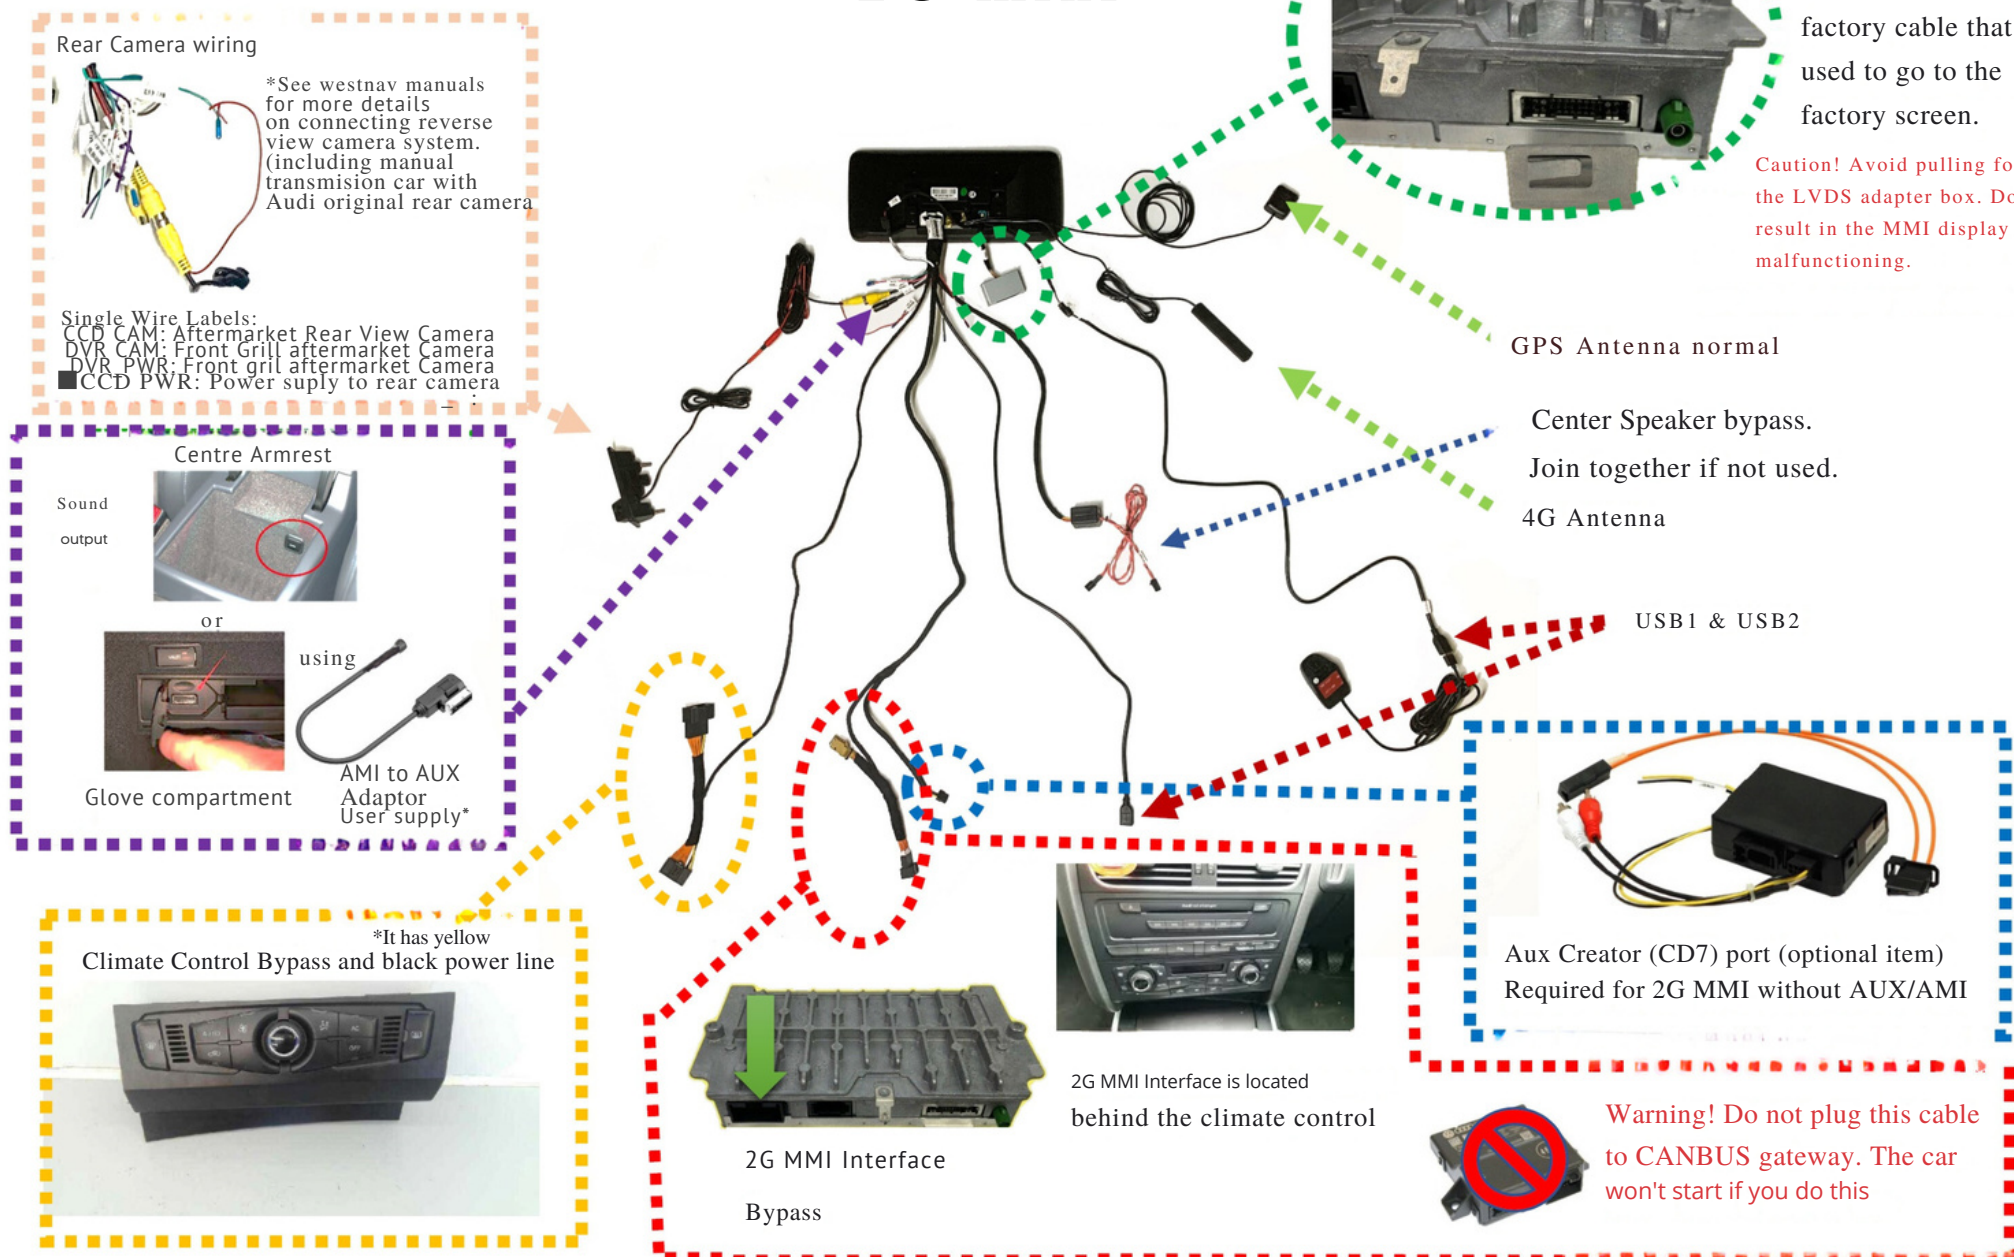 Rear Camera wiring
*See westnav manuals
for more details
on connecting reverse
view camera system.
(including manual
transmision car with
Audi original rear camera
Single Wire Labels:
CCD CAM: Aftermarket Rear View Camera
DVR CAM: Front Grill aftermarket Camera
DVR PWR: Front gril aftermarket Camera
CCD PWR: Power suply to rear camera
factory cable that
used to go to the
factory screen.
Caution! Avoid pulling fo
the LVDS adapter box. Do
result in the MMI display
malfunctioning.
GPS Antenna normal
Center Speaker bypass.
Join together if not used.
4G Antenna
USB1 & USB2
Centre Armrest
Sound
output
or
using
Glove compartment
AMI to AUX
Adaptor
User supply*
*It has yellow
Climate Control Bypass and black power line
2G MMI Interface
Bypass
2G MMI Interface is located
behind the climate control
Aux Creator (CD7) port (optional item)
Required for 2G MMI without AUX/AMI
Warning! Do not plug this cable
to CANBUS gateway. The car
won't start if you do this